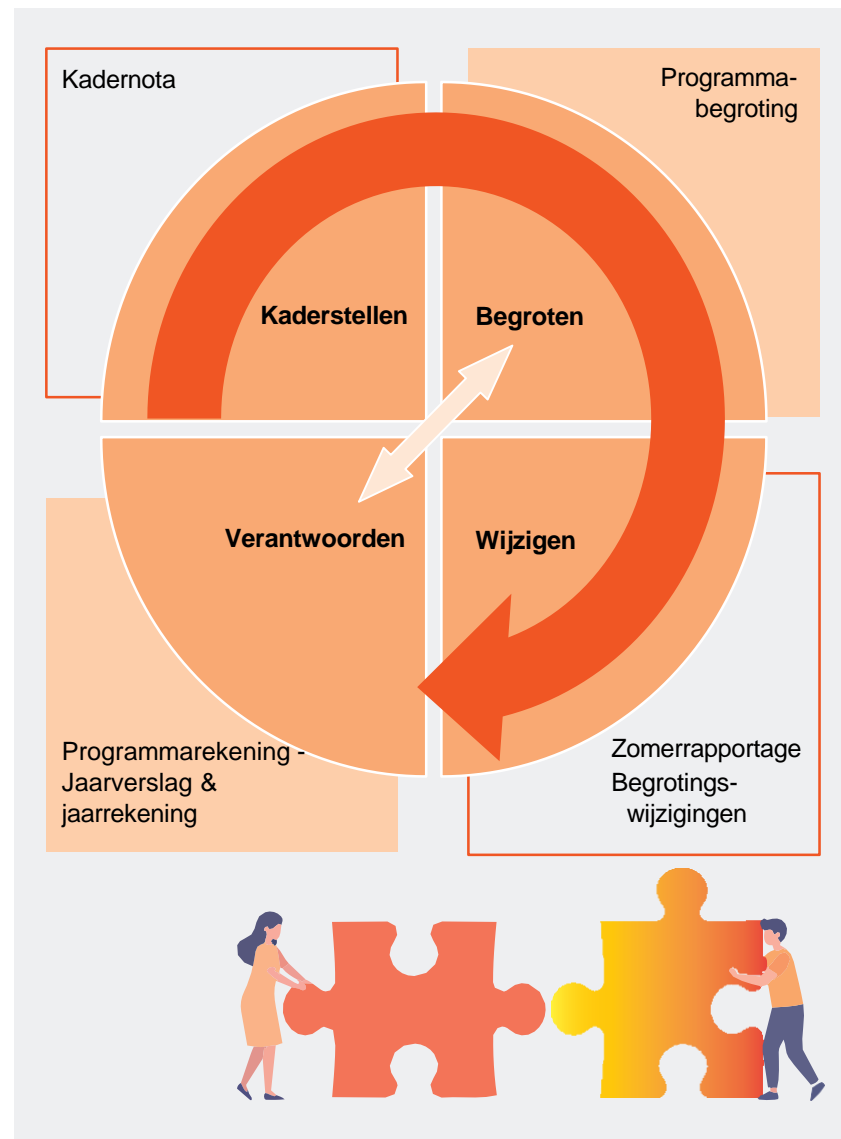 Kadernota
Programma-
begroting
Kaderstellen
Begroten
Verantwoorden
Wijzigen
Programmarekening -
Jaarverslag &
jaarrekening
Zomerrapportage
Begrotings-
wijzigingen